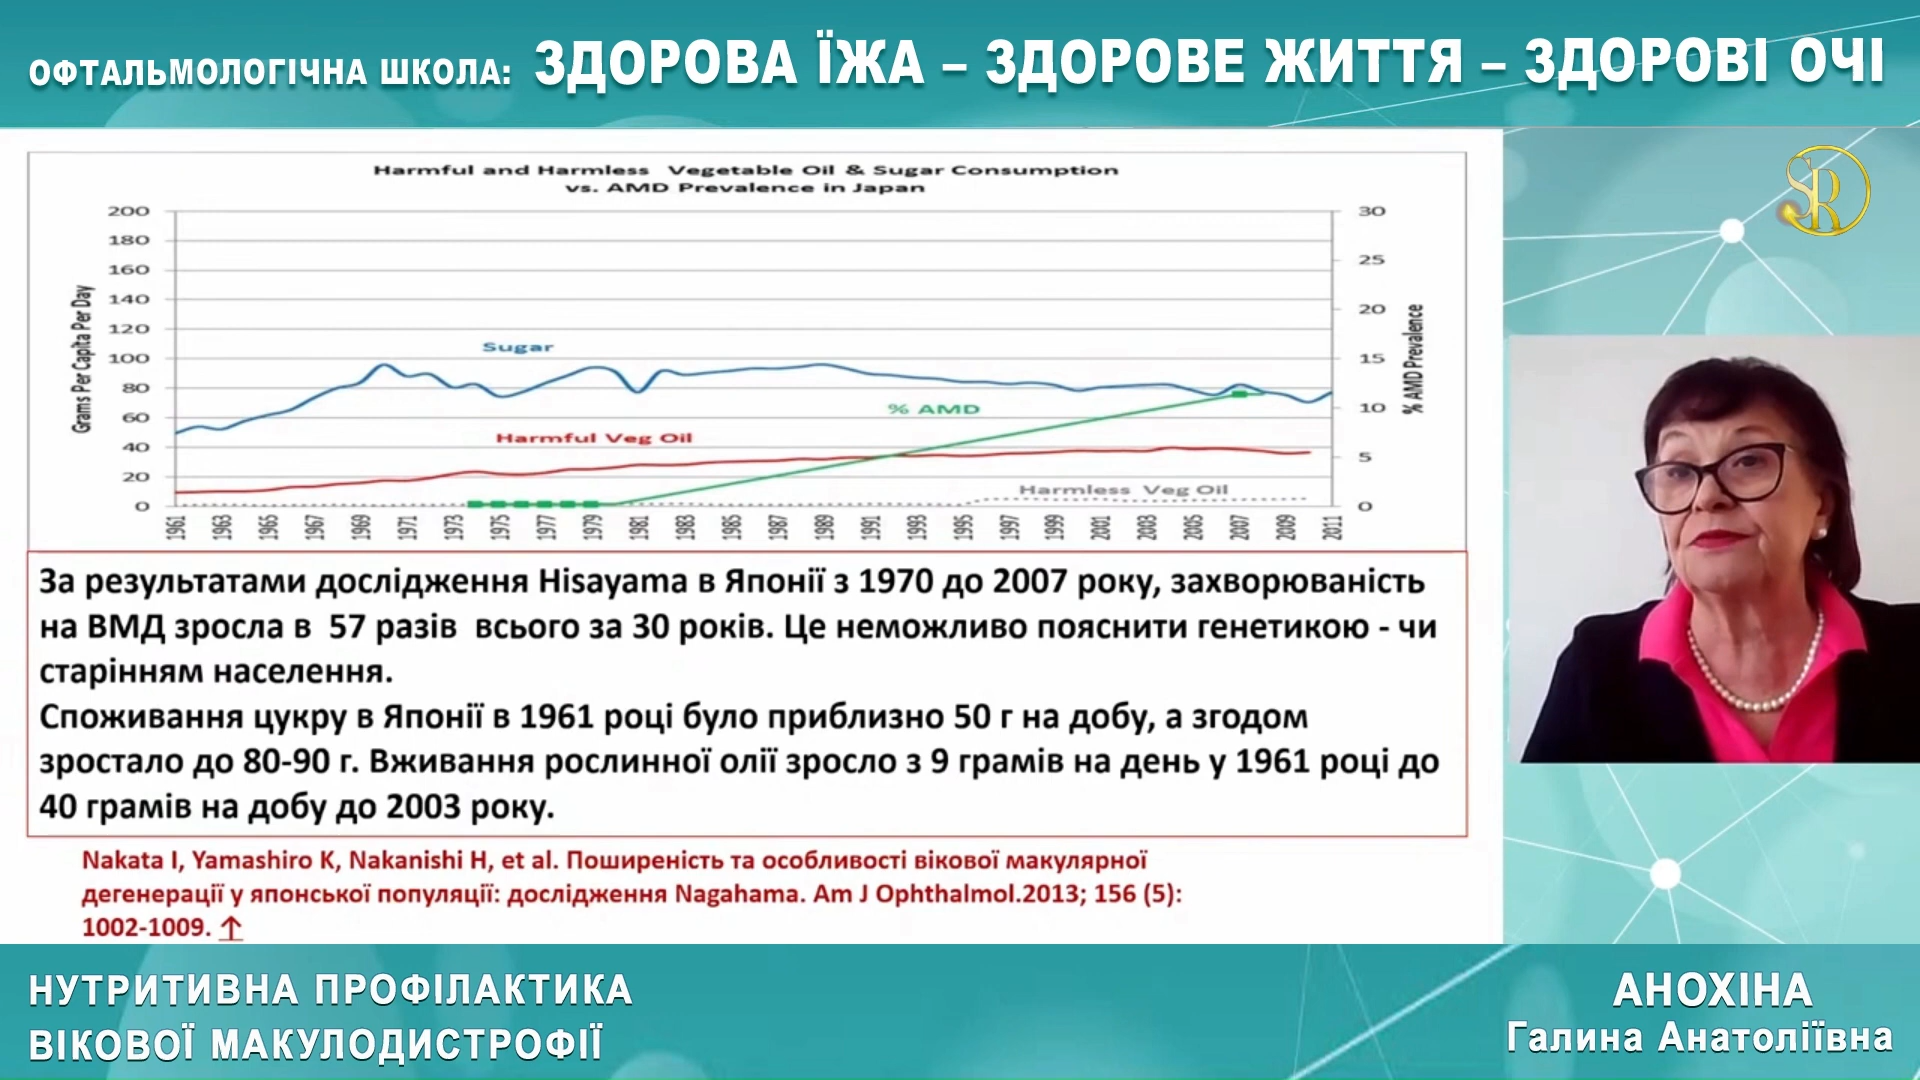 ОФТАЛЬМОЛОГІЧНА ШКОЛА: ЗДОРОВА ЇЖА – ЗДОРОВЕ ЖИТТЯ – ЗДОРОВІ ОЧІ
SR
Harmful and Harmless Vegetable Oil & Sugar Consumption
vs. AMD Prevalence in Japan
Grams Per Capita Per Day
200
180
160
140
120
100
80
60
40
20
0
30
25
20
15
10
5
0
% AMD Prevalence
Sugar
% AMD
Harmful Veg Oil
Harmless Veg Oil
1961 1963 1965 1967 1969 1971 1973 1975 1977 1979 1981 1983 1985 1987 1989 1991 1993 1995 1997 1999 2001 2003 2005 2007 2009 2011
За результатами дослідження Hisayama в Японії з 1970 до 2007 року, захворюваність
на ВМД зросла в 57 разів всього за 30 років. Це неможливо пояснити генетикою - чи
старінням населення.
Споживання цукру в Японії в 1961 році було приблизно 50 г на добу, а згодом
зростало до 80-90 г. Вживання рослинної олії зросло з 9 грамів на день у 1961 році до
40 грамів на добу до 2003 року.
Nakata I, Yamashiro K, Nakanishi H, et al. Поширеність та особливості вікової макулярної
дегенерації у японської популяції: дослідження Nagahama. Am J Ophthalmol.2013; 156 (5):
1002-1009. ↑
НУТРИТИВНА ПРОФІЛАКТИКА
ВІКОВОЇ МАКУЛОДИСТРОФІЇ
АНОХІНА
Галина Анатоліївна